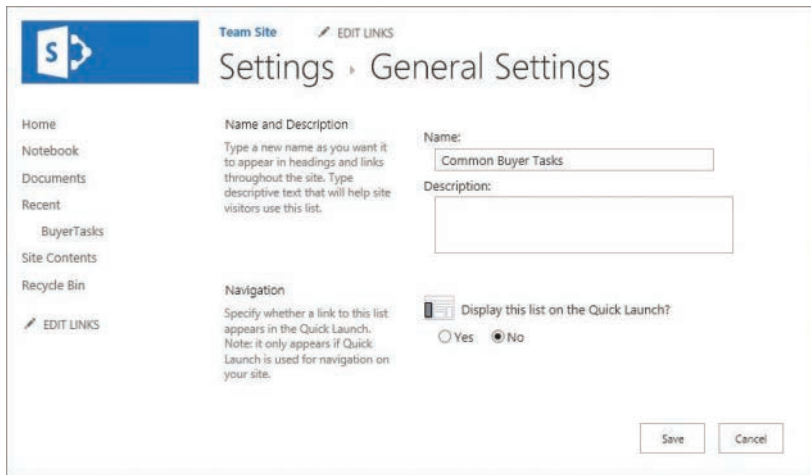 S
Team Site EDIT LINKS
Settings ▸ General Settings
Home
Notebook
Documents
Recent
BuyerTasks
Site Contents
Recycle Bin
EDIT LINKS
Name and Description
Type a new name as you want it
to appear in headings and links
throughout the site. Type
descriptive text that will help site
visitors use this list.
Name:
Common Buyer Tasks
Description:
Navigation
Specify whether a link to this list
appears in the Quick Launch.
Note: it only appears if Quick
Launch is used for navigation on
your site.
Display this list on the Quick Launch?
Yes No
Save Cancel